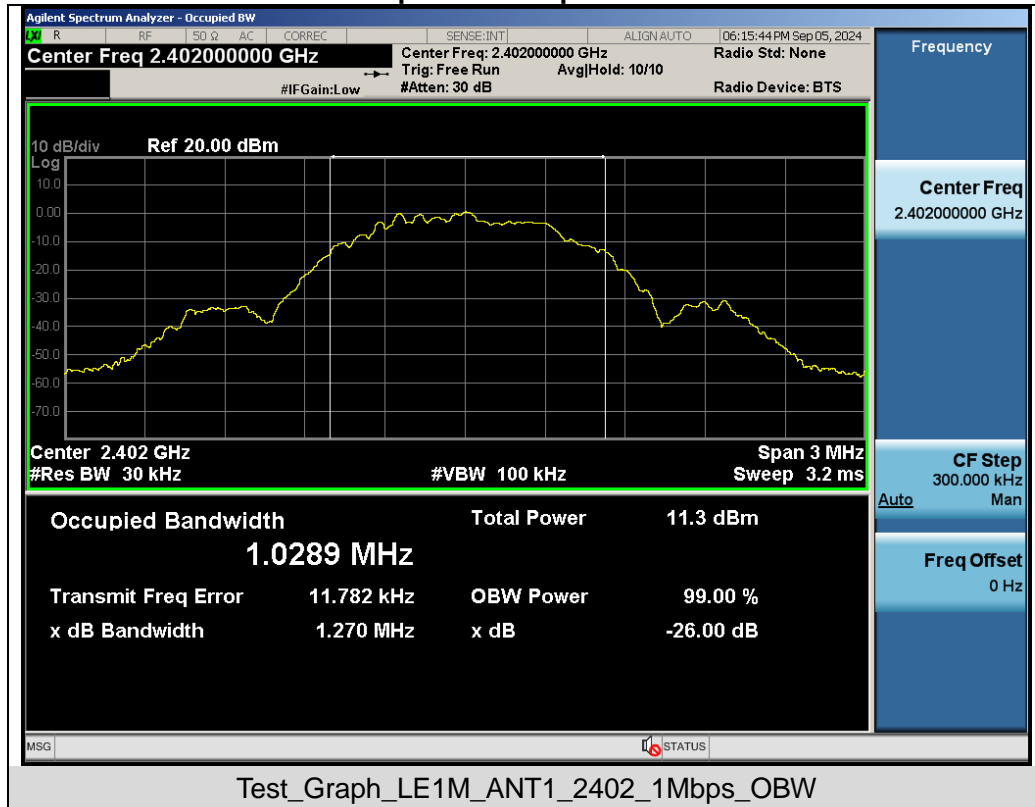 Agilent Spectrum Analyzer - Occupied BW
LXI R RF 50 Ω AC CORREC SENSE:INT ALIGN AUTO 06:15:44 PM Sep 05, 2024
Center Freq 2.402000000 GHz
Center Freq: 2.402000000 GHz
Radio Std: None
Trig: Free Run Avg|Hold: 10/10
#IFGain:Low
#Atten: 30 dB
Radio Device: BTS
Frequency
10 dB/div Ref 20.00 dBm
Log
10.0
0.00
-10.0
-20.0
-30.0
-40.0
-50.0
-60.0
-70.0
Center 2.402 GHz Span 3 MHz
#Res BW 30 kHz #VBW 100 kHz Sweep 3.2 ms
Center Freq
2.402000000 GHz
CF Step
300.000 kHz
Auto Man
Freq Offset
0 Hz
Occupied Bandwidth Total Power 11.3 dBm
1.0289 MHz
Transmit Freq Error 11.782 kHz OBW Power 99.00 %
x dB Bandwidth 1.270 MHz x dB -26.00 dB
MSG STATUS
Test_Graph_LE1M_ANT1_2402_1Mbps_OBW